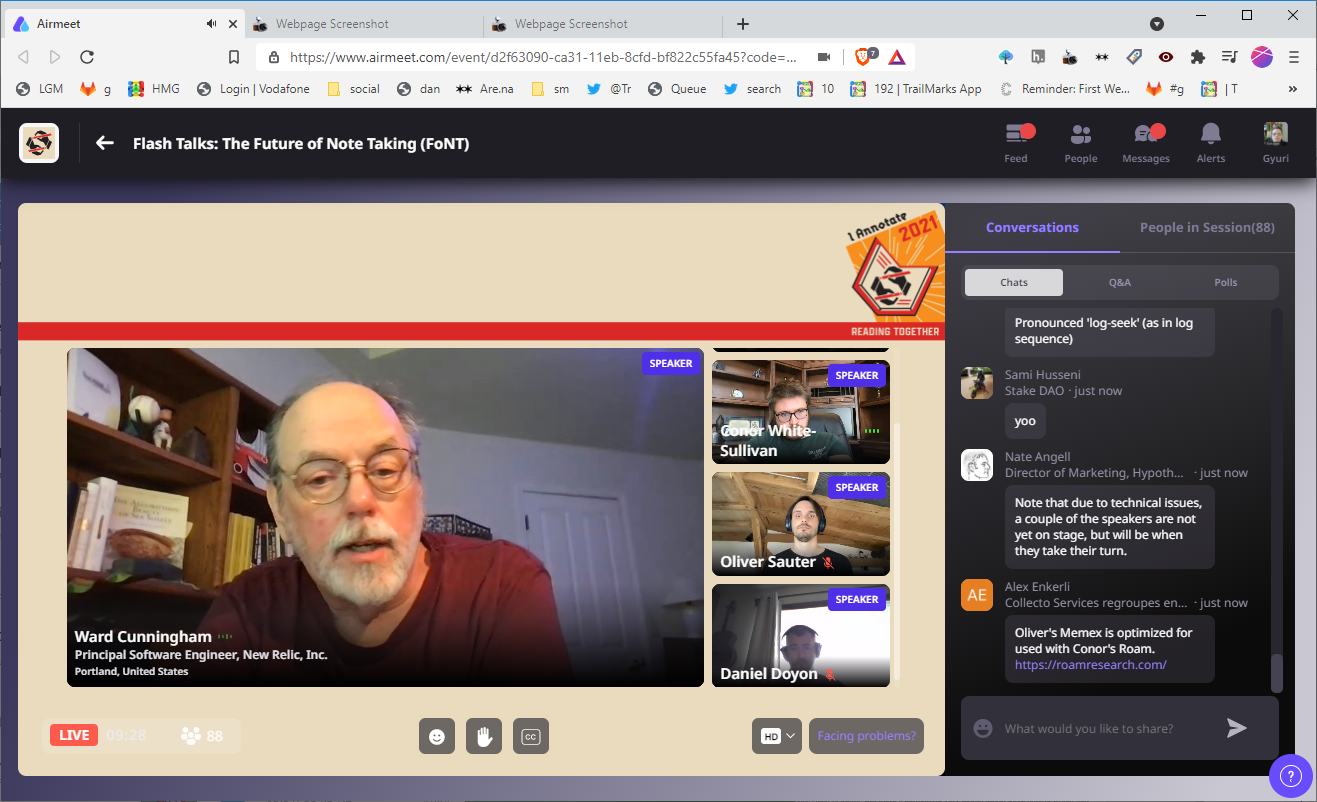 Airmeet
Webpage Screenshot
Webpage Screenshot
https://www.airmeet.com/event/d2f63090-ca31-11eb-8cfd-bf822c55fa45?code=...
7
LGM
g
HMG
Login | Vodafone
social
dan
Are.na
sm
@Tr
Queue
search
10
192 | TrailMarks App
Reminder: First We...
#g
| T
»
Flash Talks: The Future of Note Taking (FoNT)
Feed
People
Messages
Alerts
Gyuri
I Annotate
2021
READING TOGETHER
SPEAKER
Ward Cunningham
Principal Software Engineer, New Relic, Inc.
Portland, United States
SPEAKER
Conor White-
Sullivan
SPEAKER
Oliver Sauter
SPEAKER
Daniel Doyon
LIVE
09:28
88
CC
HD
Facing problems?
Conversations
People in Session(88)
Chats
Q&A
Polls
Pronounced 'log-seek' (as in log
sequence)
Sami Husseni
Stake DAO · just now
yoo
Nate Angell
Director of Marketing, Hypoth... · just now
Note that due to technical issues,
a couple of the speakers are not
yet on stage, but will be when
they take their turn.
AE
Alex Enkerli
Collecto Services regroupes en... · just now
Oliver's Memex is optimized for
used with Conor's Roam.
https://roamresearch.com/
What would you like to share?
?